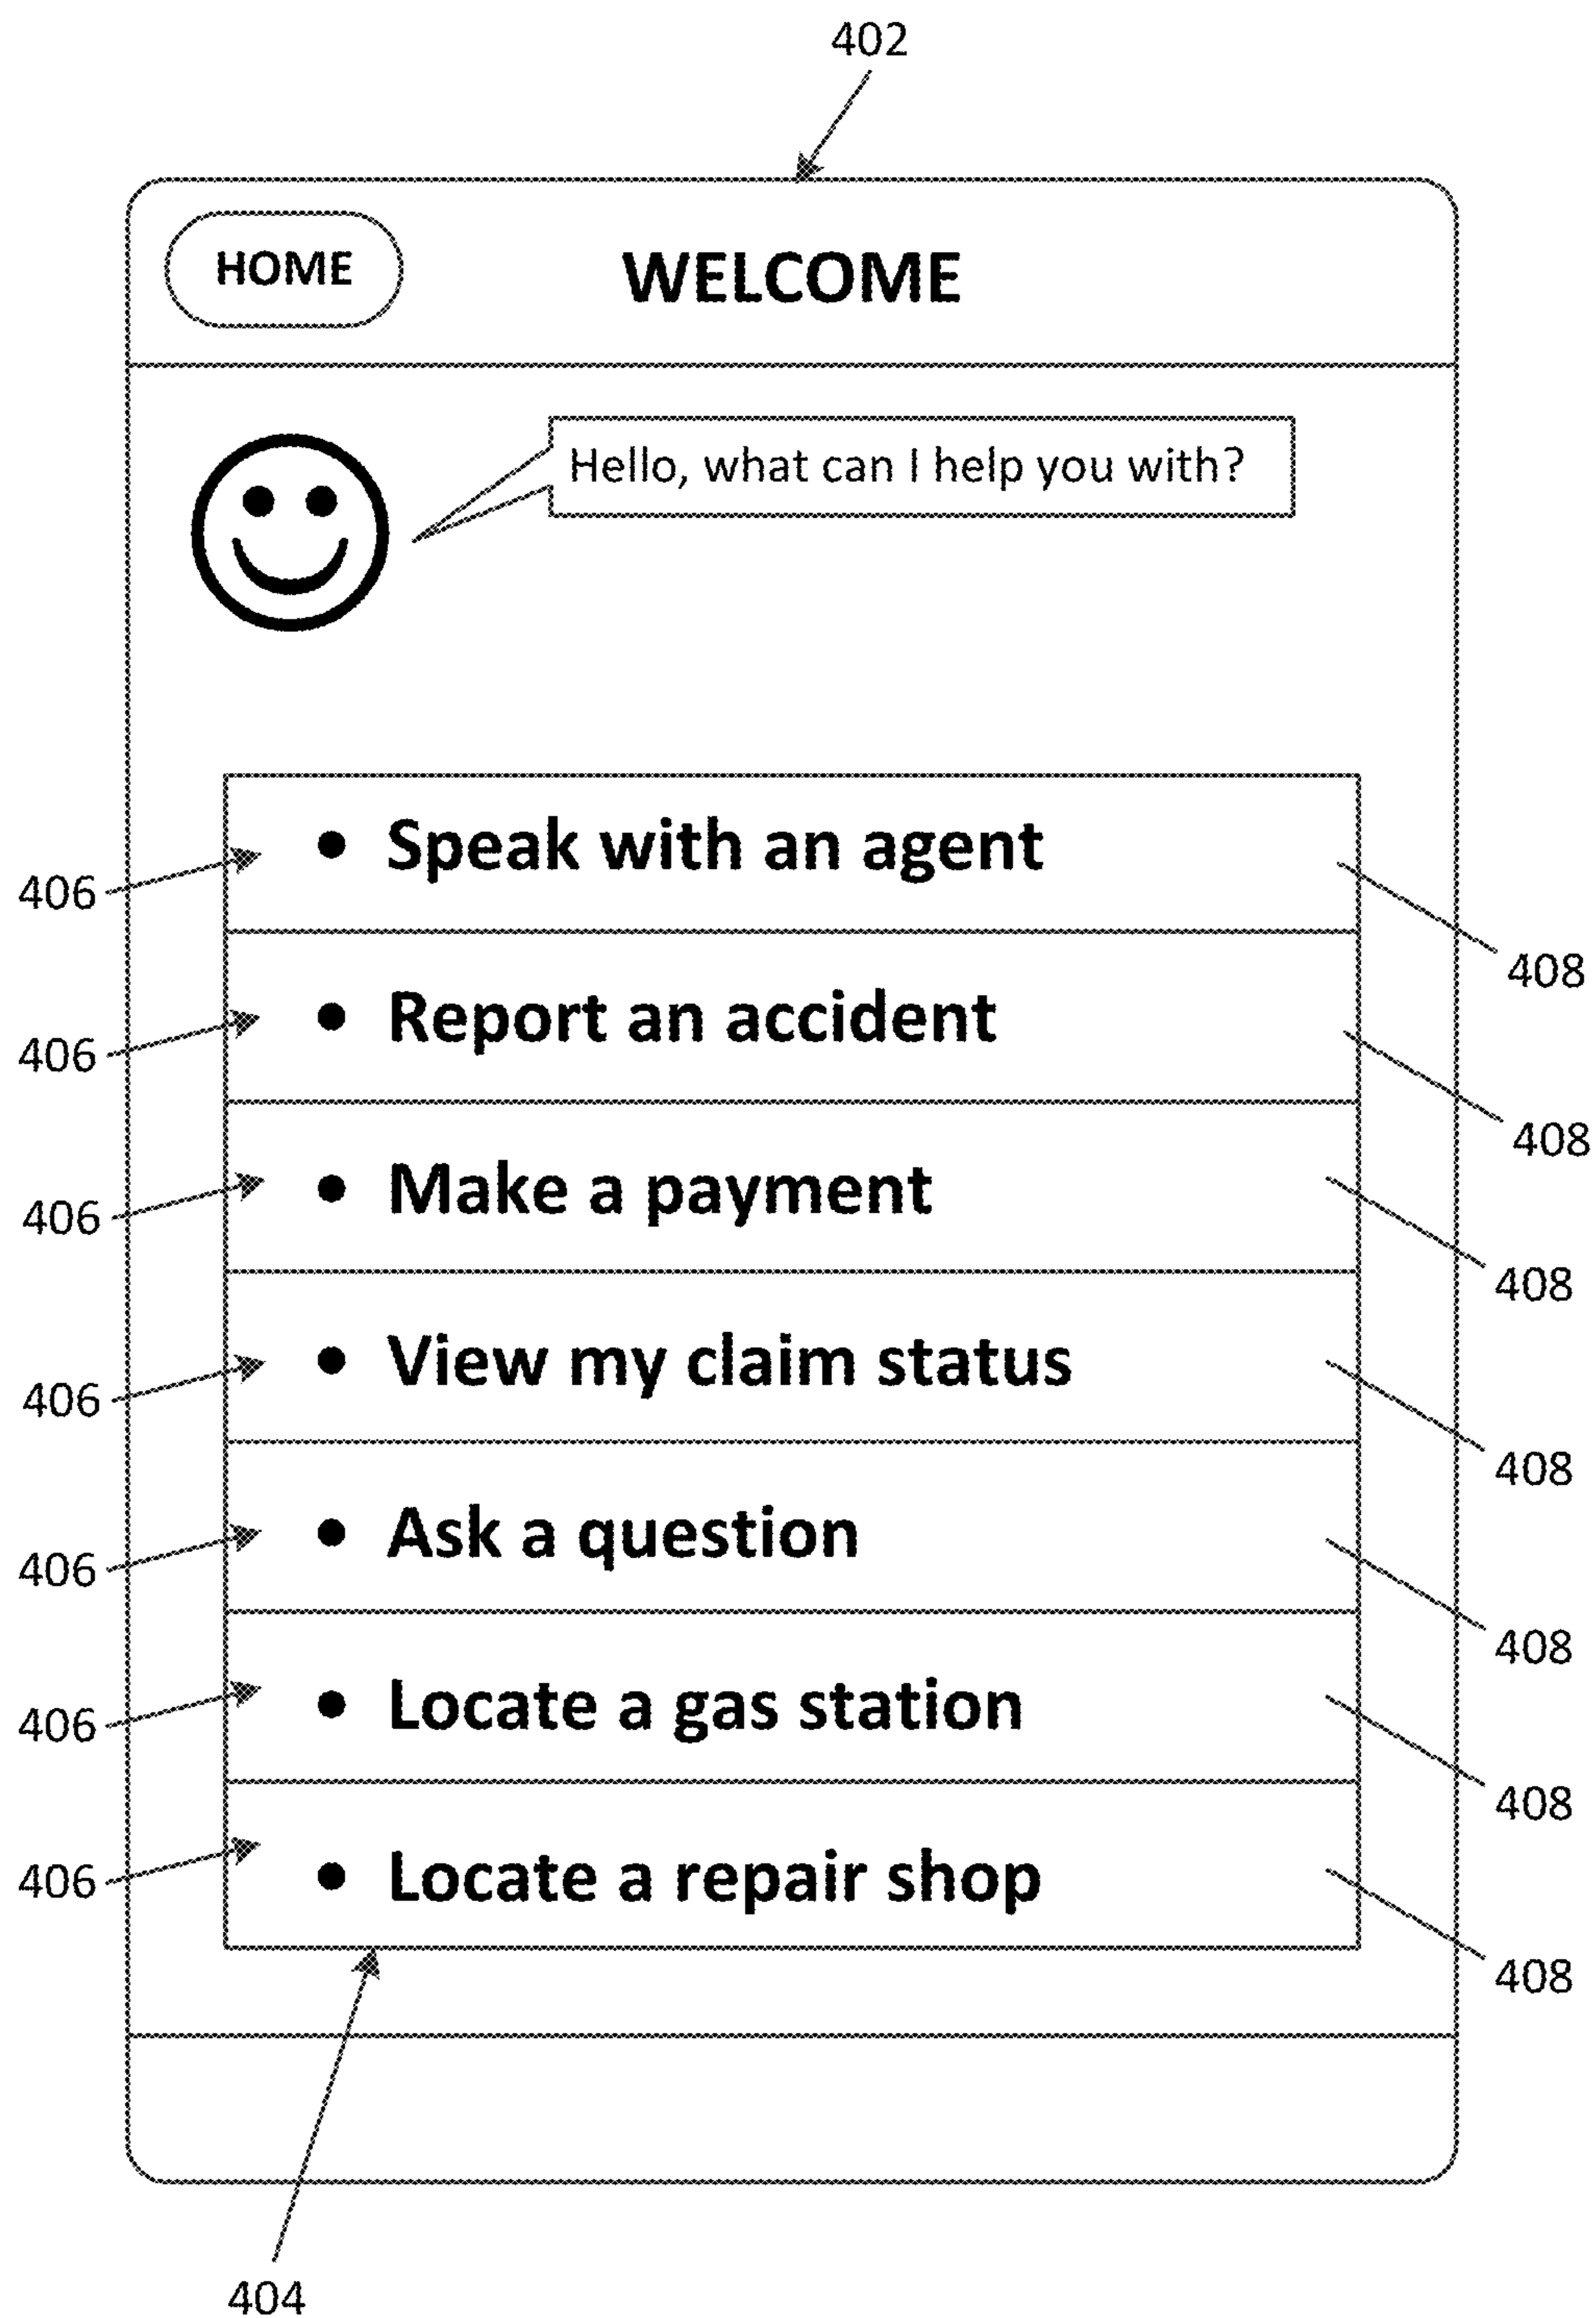 402
HOME
WELCOME
Hello, what can I help you with?
• Speak with an agent
406
408
• Report an accident
406
408
• Make a payment
406
408
• View my claim status
406
408
• Ask a question
406
408
• Locate a gas station
406
408
• Locate a repair shop
406
408
404